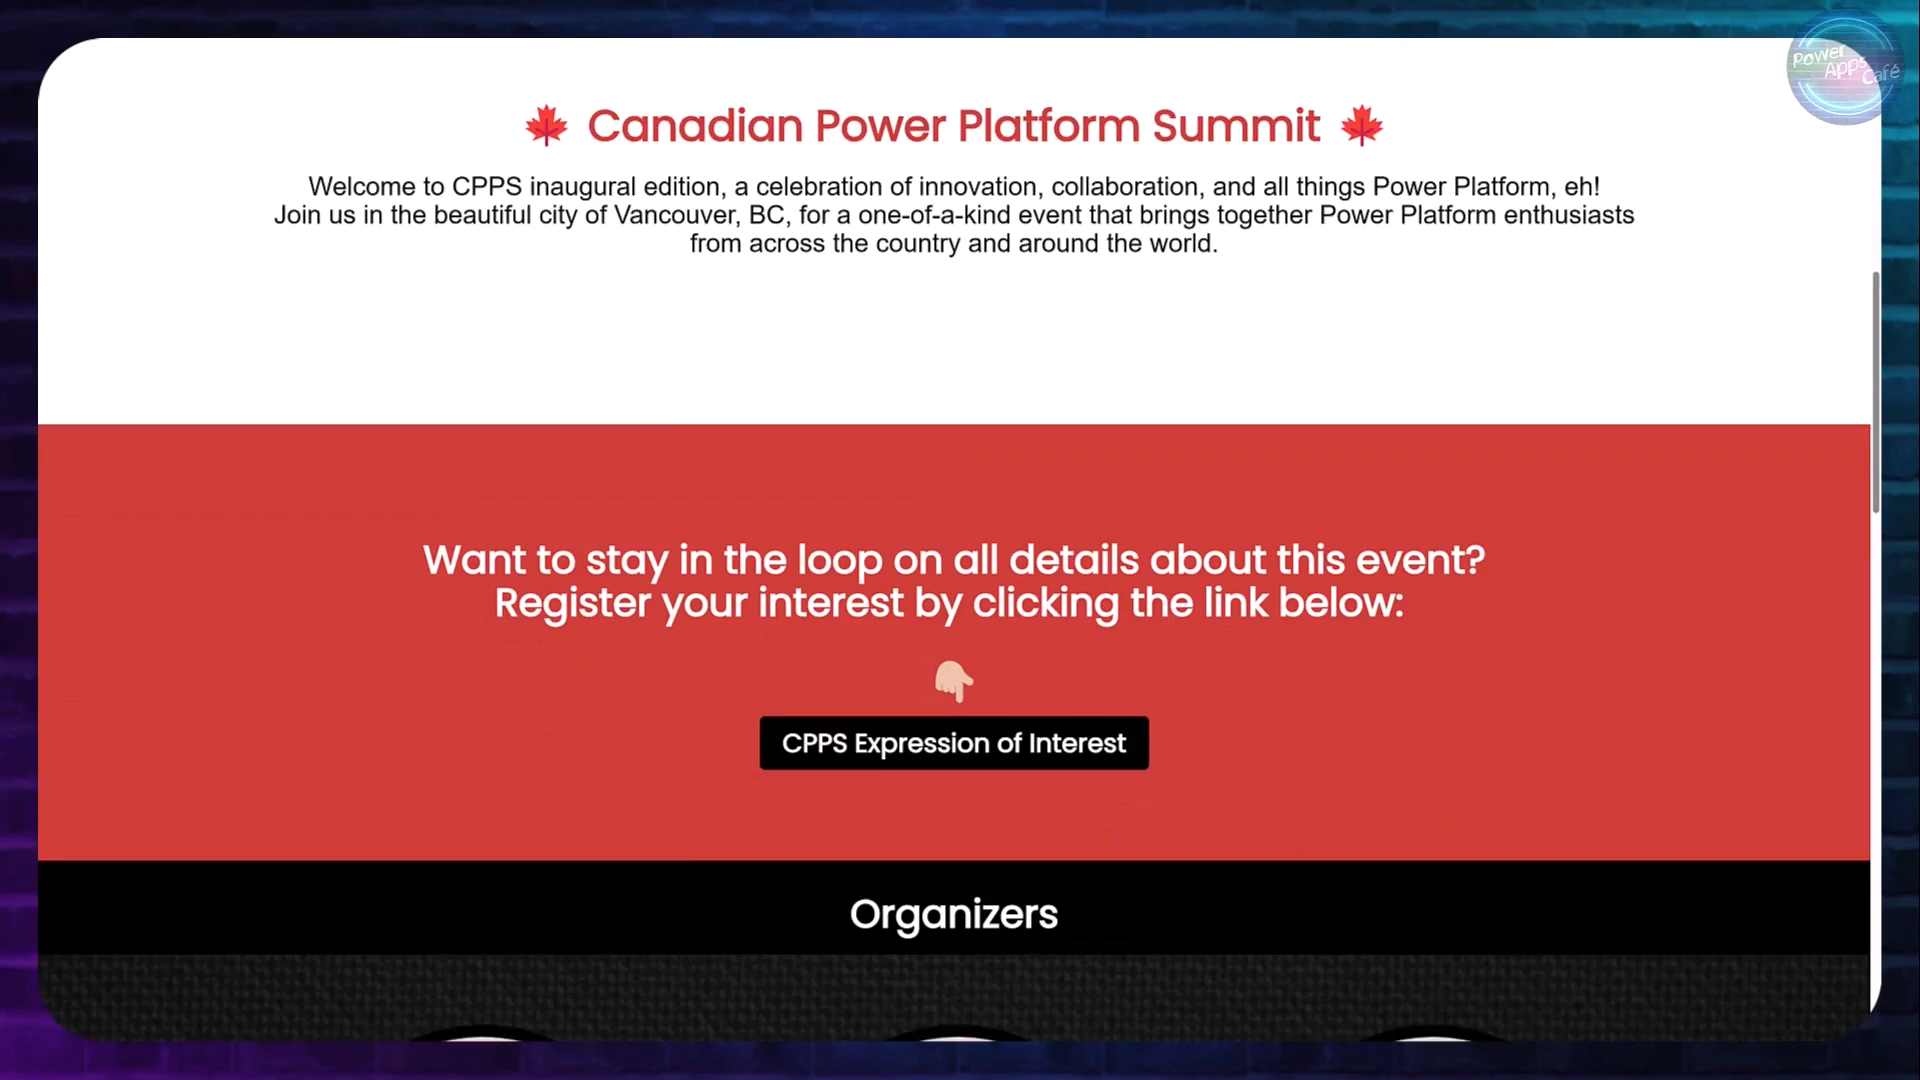 Power
Apps
Café
Canadian Power Platform Summit
Welcome to CPPS inaugural edition, a celebration of innovation, collaboration, and all things Power Platform, eh!
Join us in the beautiful city of Vancouver, BC, for a one-of-a-kind event that brings together Power Platform enthusiasts
from across the country and around the world.
Want to stay in the loop on all details about this event?
Register your interest by clicking the link below:
CPPS Expression of Interest
Organizers